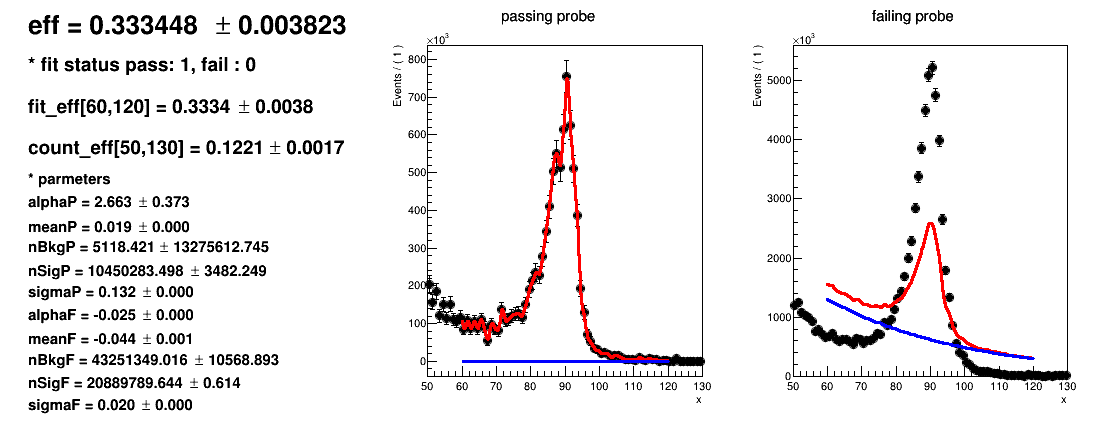 eff = 0.333448 ± 0.003823
* fit status pass: 1, fail : 0
fit_eff[60,120] = 0.3334 ± 0.0038
count_eff[50,130] = 0.1221 ± 0.0017
* parmeters
alphaP = 2.663 ± 0.373
meanP = 0.019 ± 0.000
nBkgP = 5118.421 ± 13275612.745
nSigP = 10450283.498 ± 3482.249
sigmaP = 0.132 ± 0.000
alphaF = -0.025 ± 0.000
meanF = -0.044 ± 0.001
nBkgF = 43251349.016 ± 10568.893
nSigF = 20889789.644 ± 0.614
sigmaF = 0.020 ± 0.000
passing probe
×10³
Events / ( 1 )
800
700
600
500
400
300
200
100
0
50 60 70 80 90 100 110 120 130
x
failing probe
×10³
Events / ( 1 )
5000
4000
3000
2000
1000
0
50 60 70 80 90 100 110 120 130
x